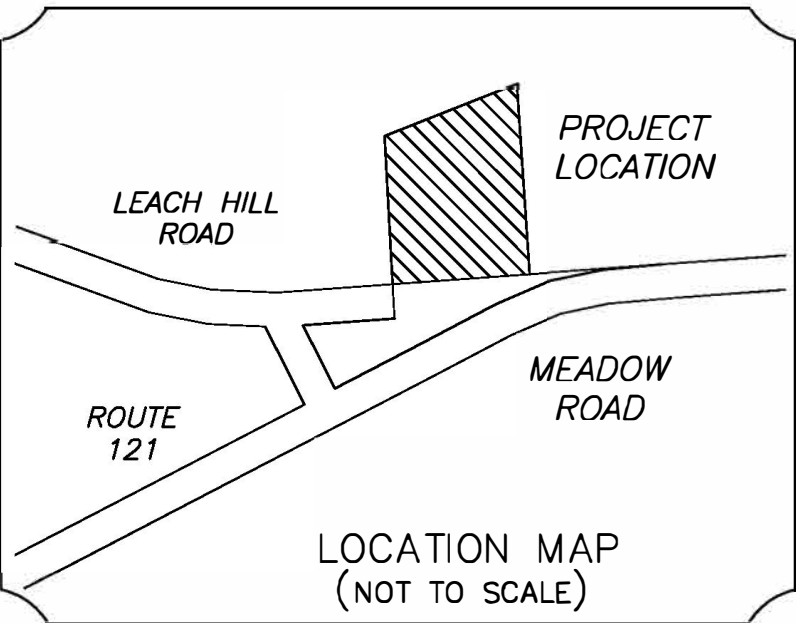 PROJECT
LOCATION
LEACH HILL
ROAD
MEADOW
ROAD
ROUTE
121
LOCATION MAP
(NOT TO SCALE)